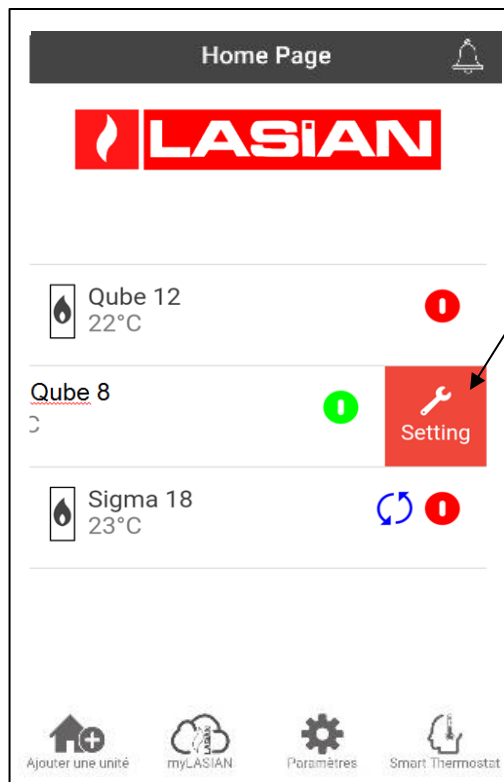 Home Page
LASiAN
Qube 12
22°C
Qube 8
C
Setting
Sigma 18
23°C
Ajouter une unité
myLASIAN
Paramètres
Smart Thermostat